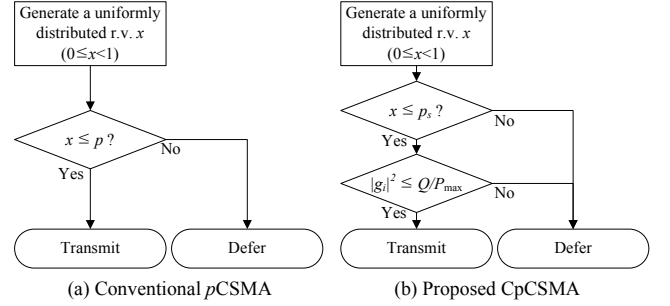 Generate a uniformly
distributed r.v. x
(0≤x<1)
x ≤ p ?
No
Yes
Transmit
Defer
(a) Conventional pCSMA
Generate a uniformly
distributed r.v. x
(0≤x<1)
x ≤ pₛ ?
Yes
No
|gᵢ|² ≤ Q/Pmax
No
Yes
Transmit
Defer
(b) Proposed CpCSMA